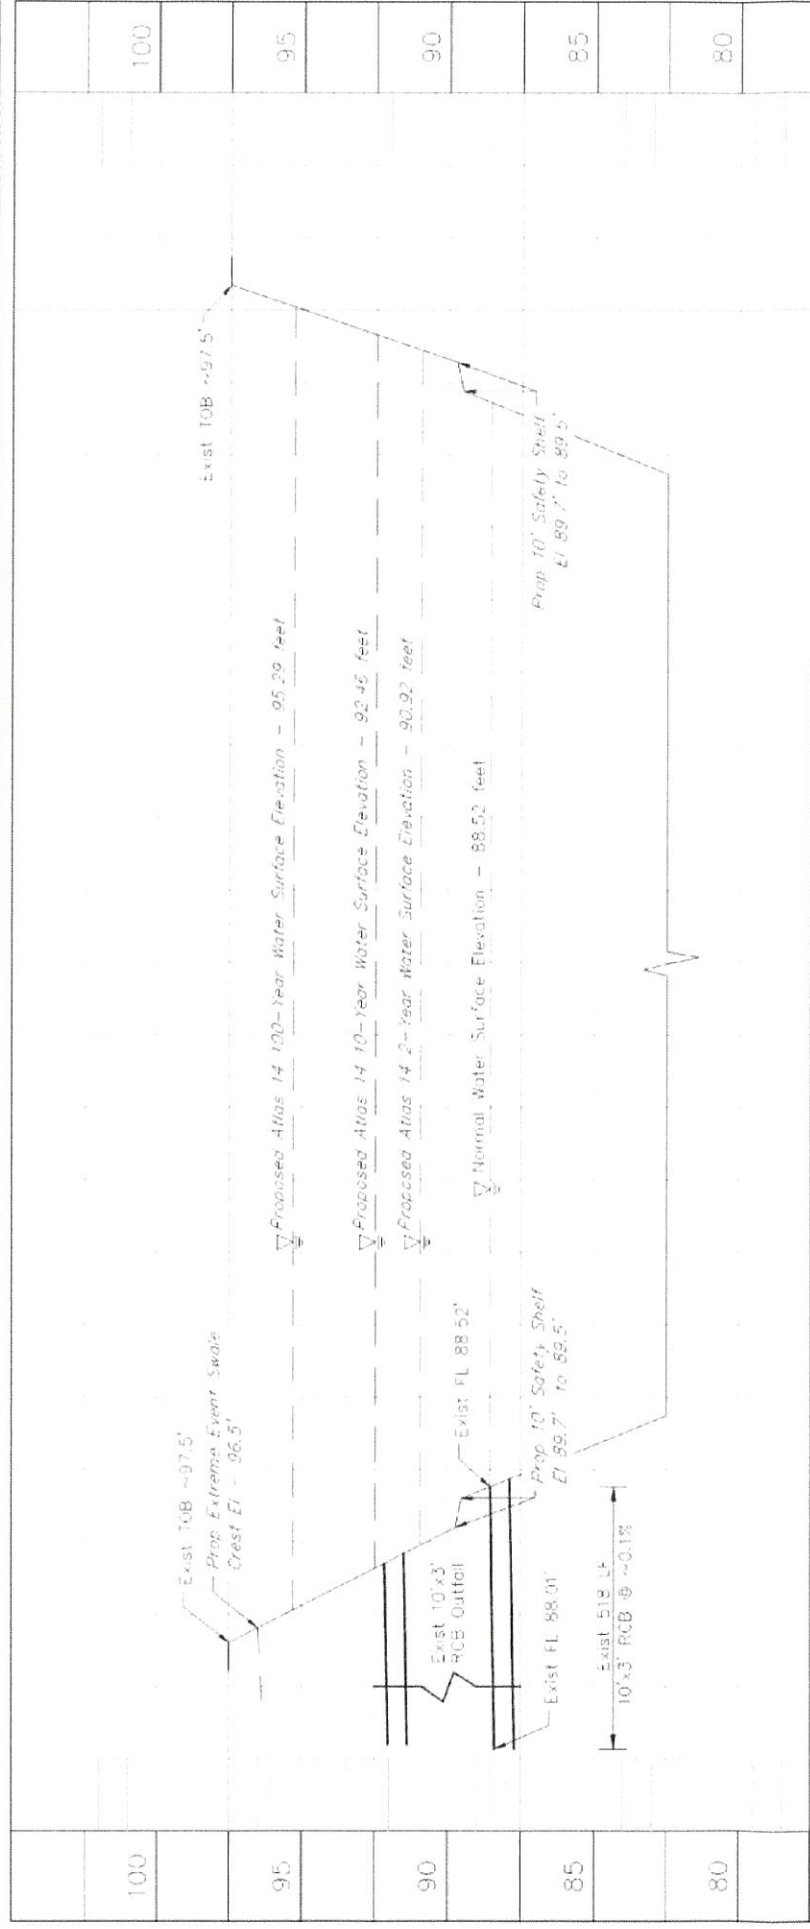 100
95
90
85
80
Exist TOB ~97.5'
Prop Extreme Event Swale
Crest El - 96.5'
Exist 10'x3'
RCB Outfall
Exist FL 88.01'
Exist 518 LF
10'x3' RCB @ ~0.1%
Exist FL 88.52'
Prop 10' Safety Shelf
El 89.7' to 89.5'
Proposed Atlas 14 100-Year Water Surface Elevation - 95.29 feet
Proposed Atlas 14 10-Year Water Surface Elevation - 92.46 feet
Proposed Atlas 14 2-Year Water Surface Elevation - 90.92 feet
Normal Water Surface Elevation - 88.52 feet
Exist TOB ~97.5'
Prop 10' Safety Shelf
El 89.7' to 89.5'
100
95
90
85
80